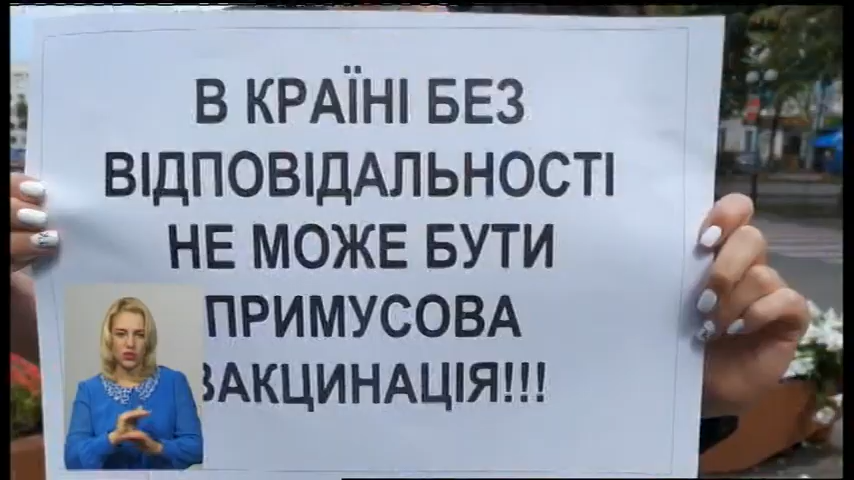 В КРАЇНІ БЕЗ
ВІДПОВІДАЛЬНОСТІ
НЕ МОЖЕ БУТИ
ПРИМУСОВА
ВАКЦИНАЦІЯ!!!